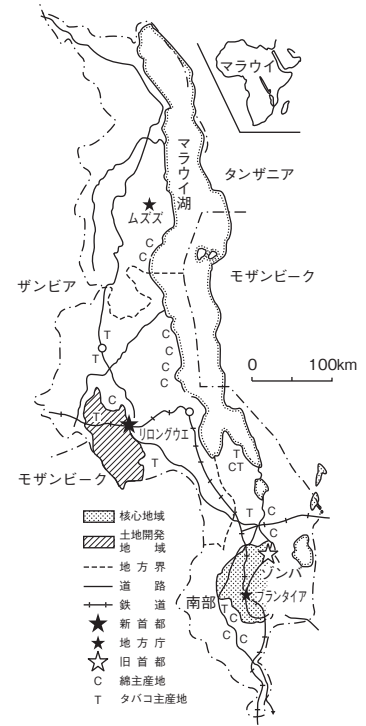 マラウイ
マラウイ湖
タンザニア
ムズズ
C
C
ザンビア
モザンビーク
C
C
C
C
T
T
0 100km
C
T
リロングウエ
T
モザンビーク
T
CT
T
C
C
ゾンバ
ブランタイア
南部
T
C
C
C
核心地域
土地開発
地域
地方界
道路
鉄道
新首都
地方庁
旧首都
C 綿主産地
T タバコ主産地